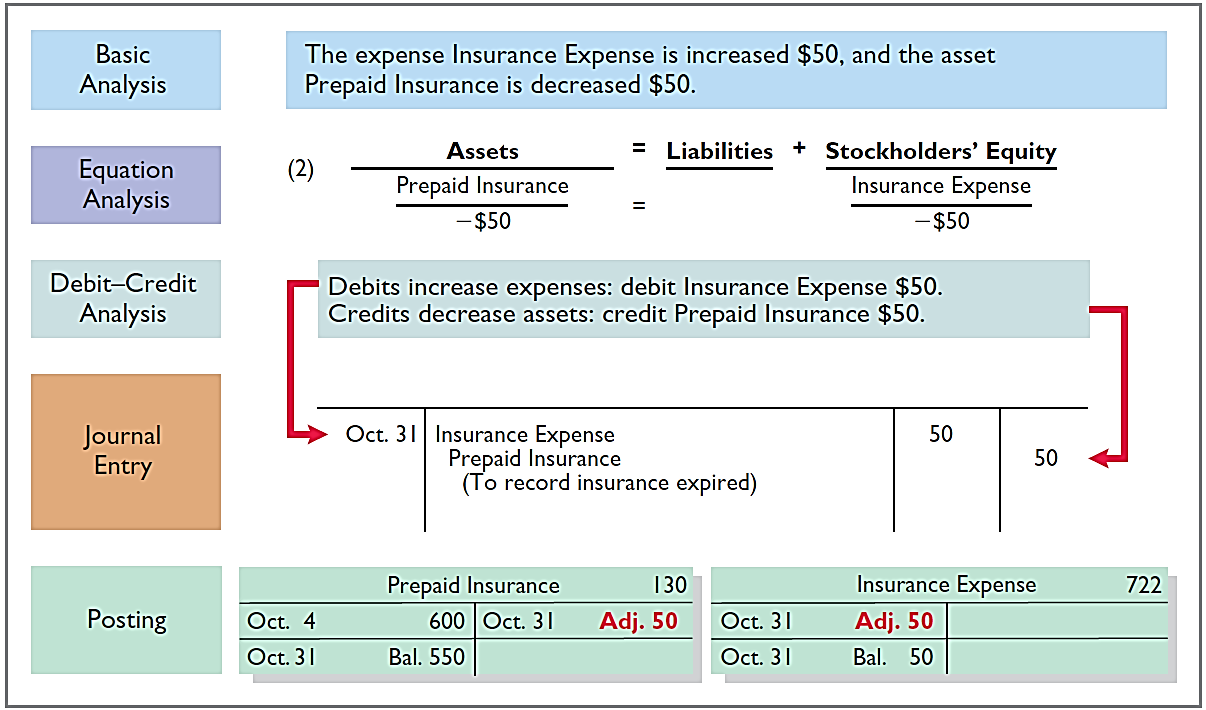 Basic
Analysis
The expense Insurance Expense is increased $50, and the asset
Prepaid Insurance is decreased $50.
Equation
Analysis
(2)
Assets = Liabilities + Stockholders’ Equity
Prepaid Insurance = Insurance Expense
−$50 −$50
Debit–Credit
Analysis
Debits increase expenses: debit Insurance Expense $50.
Credits decrease assets: credit Prepaid Insurance $50.
Journal
Entry
Oct. 31 Insurance Expense 50
Prepaid Insurance 50
(To record insurance expired)
Posting
Prepaid Insurance 130
Oct. 4 600 Oct. 31 Adj. 50
Oct. 31 Bal. 550
Insurance Expense 722
Oct. 31 Adj. 50
Oct. 31 Bal. 50